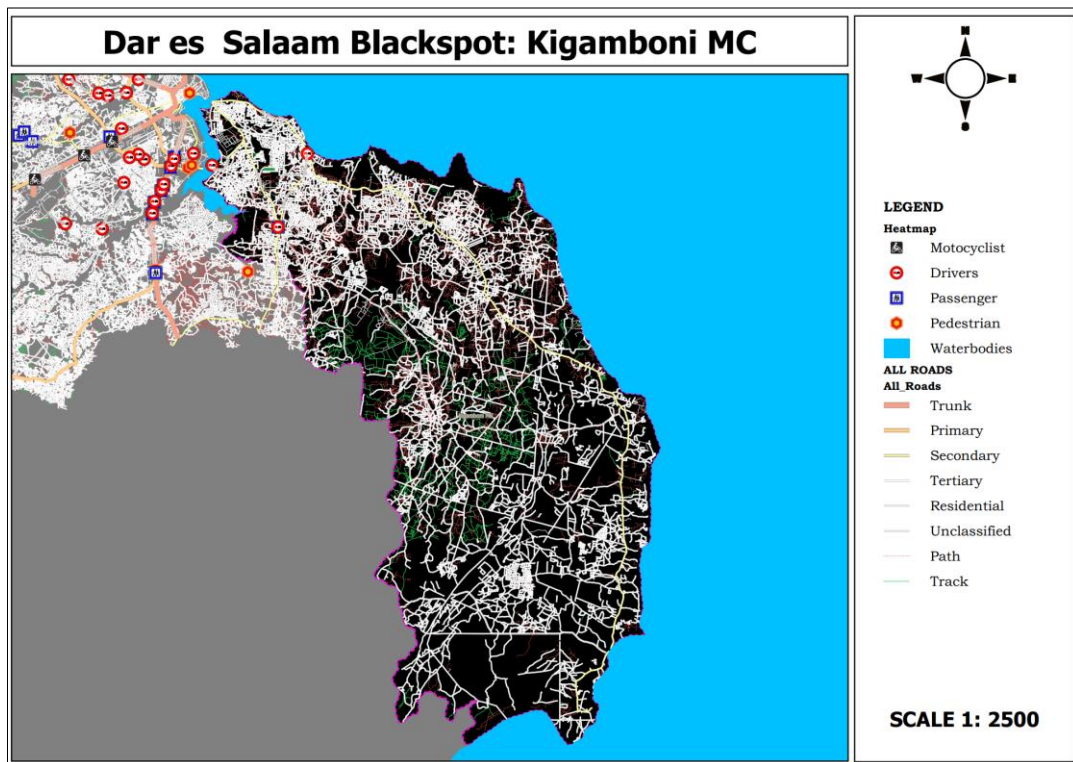 Dar es Salaam Blackspot: Kigamboni MC
LEGEND
Heatmap
Motocyclist
Drivers
Passenger
Pedestrian
Waterbodies
ALL ROADS
All_Roads
Trunk
Primary
Secondary
Tertiary
Residential
Unclassified
Path
Track
SCALE 1: 2500